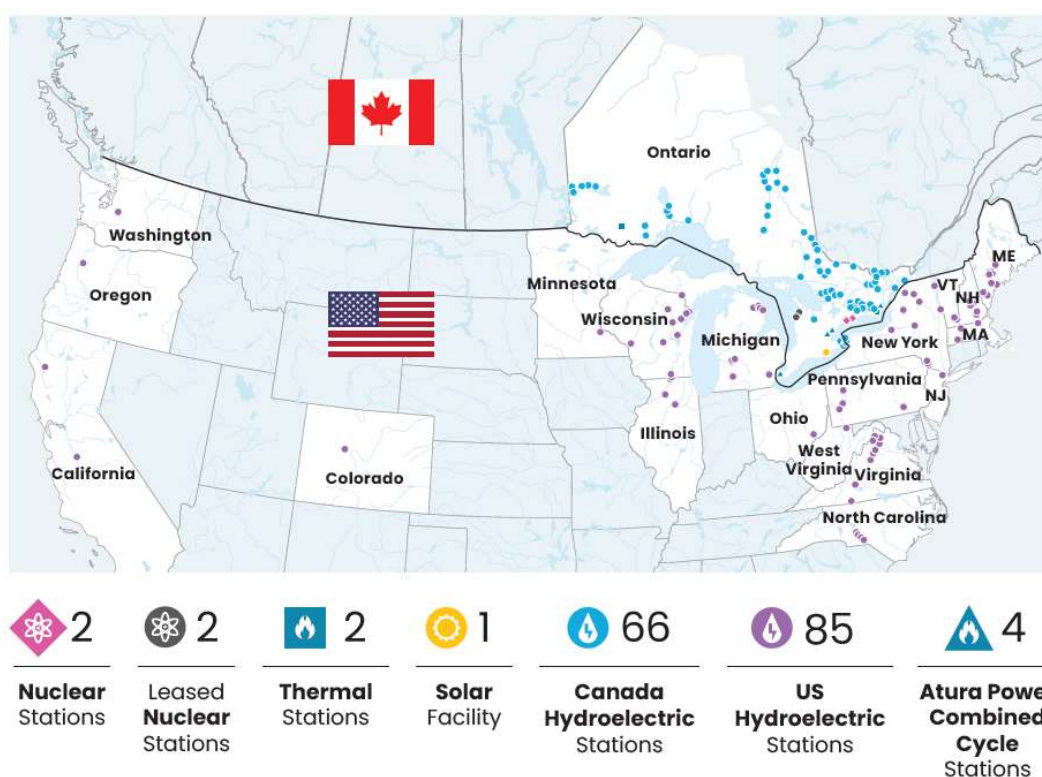 Ontario
Washington
Oregon
Minnesota
Wisconsin
Michigan
ME
VT
NH
New York
MA
Pennsylvania
NJ
Ohio
Illinois
West
Virginia
Virginia
California
Colorado
North Carolina
2
2
2
1
66
85
4
Nuclear
Stations
Leased
Nuclear
Stations
Thermal
Stations
Solar
Facility
Canada
Hydroelectric
Stations
US
Hydroelectric
Stations
Atura Powe
Combined
Cycle
Stations